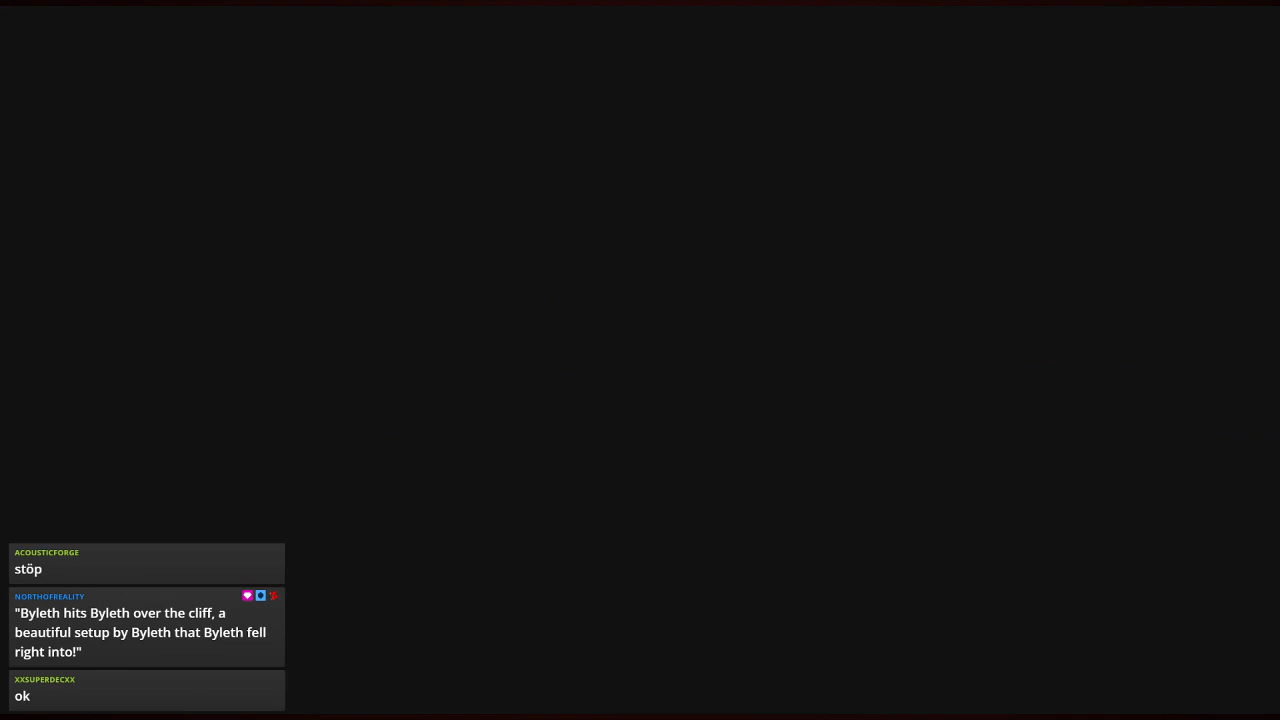 ACOUSTICFORGE
stöp
NORTHOFREALITY
"Byleth hits Byleth over the cliff, a
beautiful setup by Byleth that Byleth fell
right into!"
XXSUPERDECXX
ok